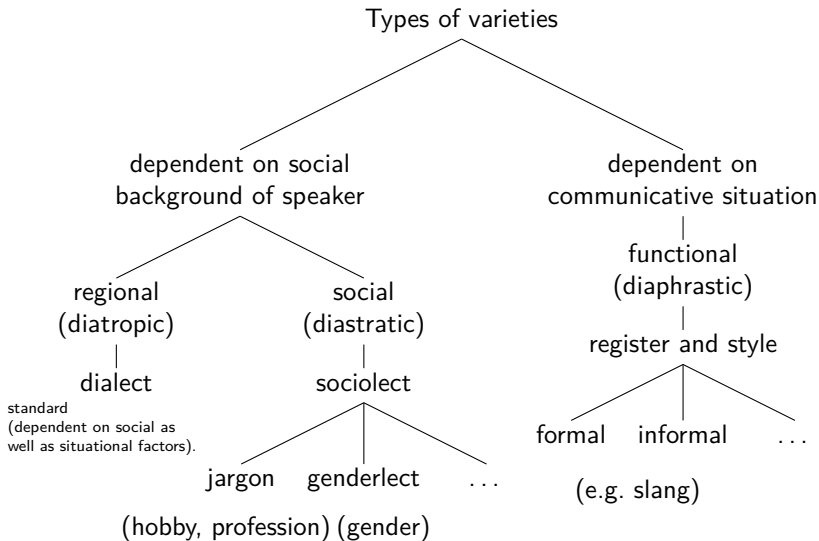 Types of varieties
dependent on social
background of speaker
dependent on
communicative situation
regional
(diatropic)
social
(diastratic)
functional
(diaphrastic)
dialect
sociolect
register and style
standard
(dependent on social as
well as situational factors).
jargon
genderlect
...
formal
informal
...
(hobby, profession) (gender)
(e.g. slang)